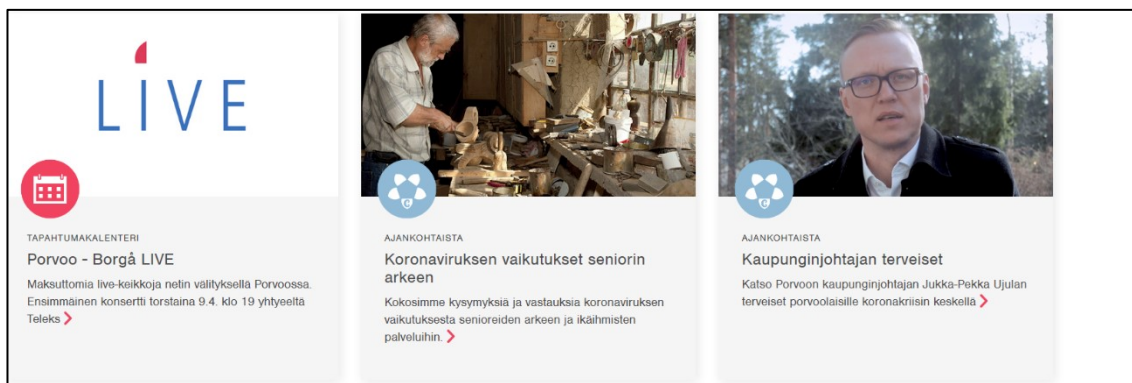 LIVE
TAPAHTUMAKALENTERI
Porvoo - Borgå LIVE
Maksuttomia live-keikkoja netin välityksellä Porvoossa.
Ensimmäinen konsertti torstaina 9.4. klo 19 yhtyeeltä
Teleks
AJANKOHTAISTA
Koronaviruksen vaikutukset seniorin
arkeen
Kokosimme kysymyksiä ja vastauksia koronaviruksen
vaikutuksesta senioreiden arkeen ja ikäihmisten
palveluihin.
AJANKOHTAISTA
Kaupunginjohtajan terveiset
Katso Porvoon kaupunginjohtajan Jukka-Pekka Ujulan
terveiset porvoolaisille koronakriisin keskellä